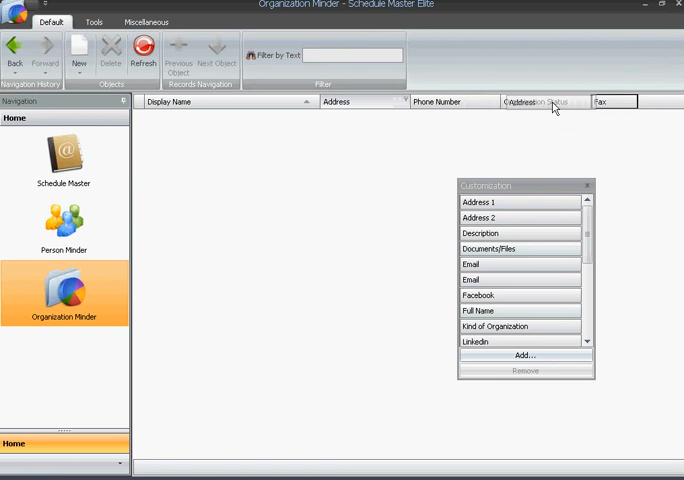 Organization Minder - Schedule Master Elite
Default Tools Miscellaneous
Back Forward New Delete Refresh Previous Object Next Object Filter by Text
Navigation History Objects Records Navigation Filter
Navigation
Home
Schedule Master
Person Minder
Organization Minder
Home
Display Name Address Phone Number Address Status Fax
Customization
Address 1
Address 2
Description
Documents/Files
Email
Email
Facebook
Full Name
Kind of Organization
Linkedin
Add...
Remove